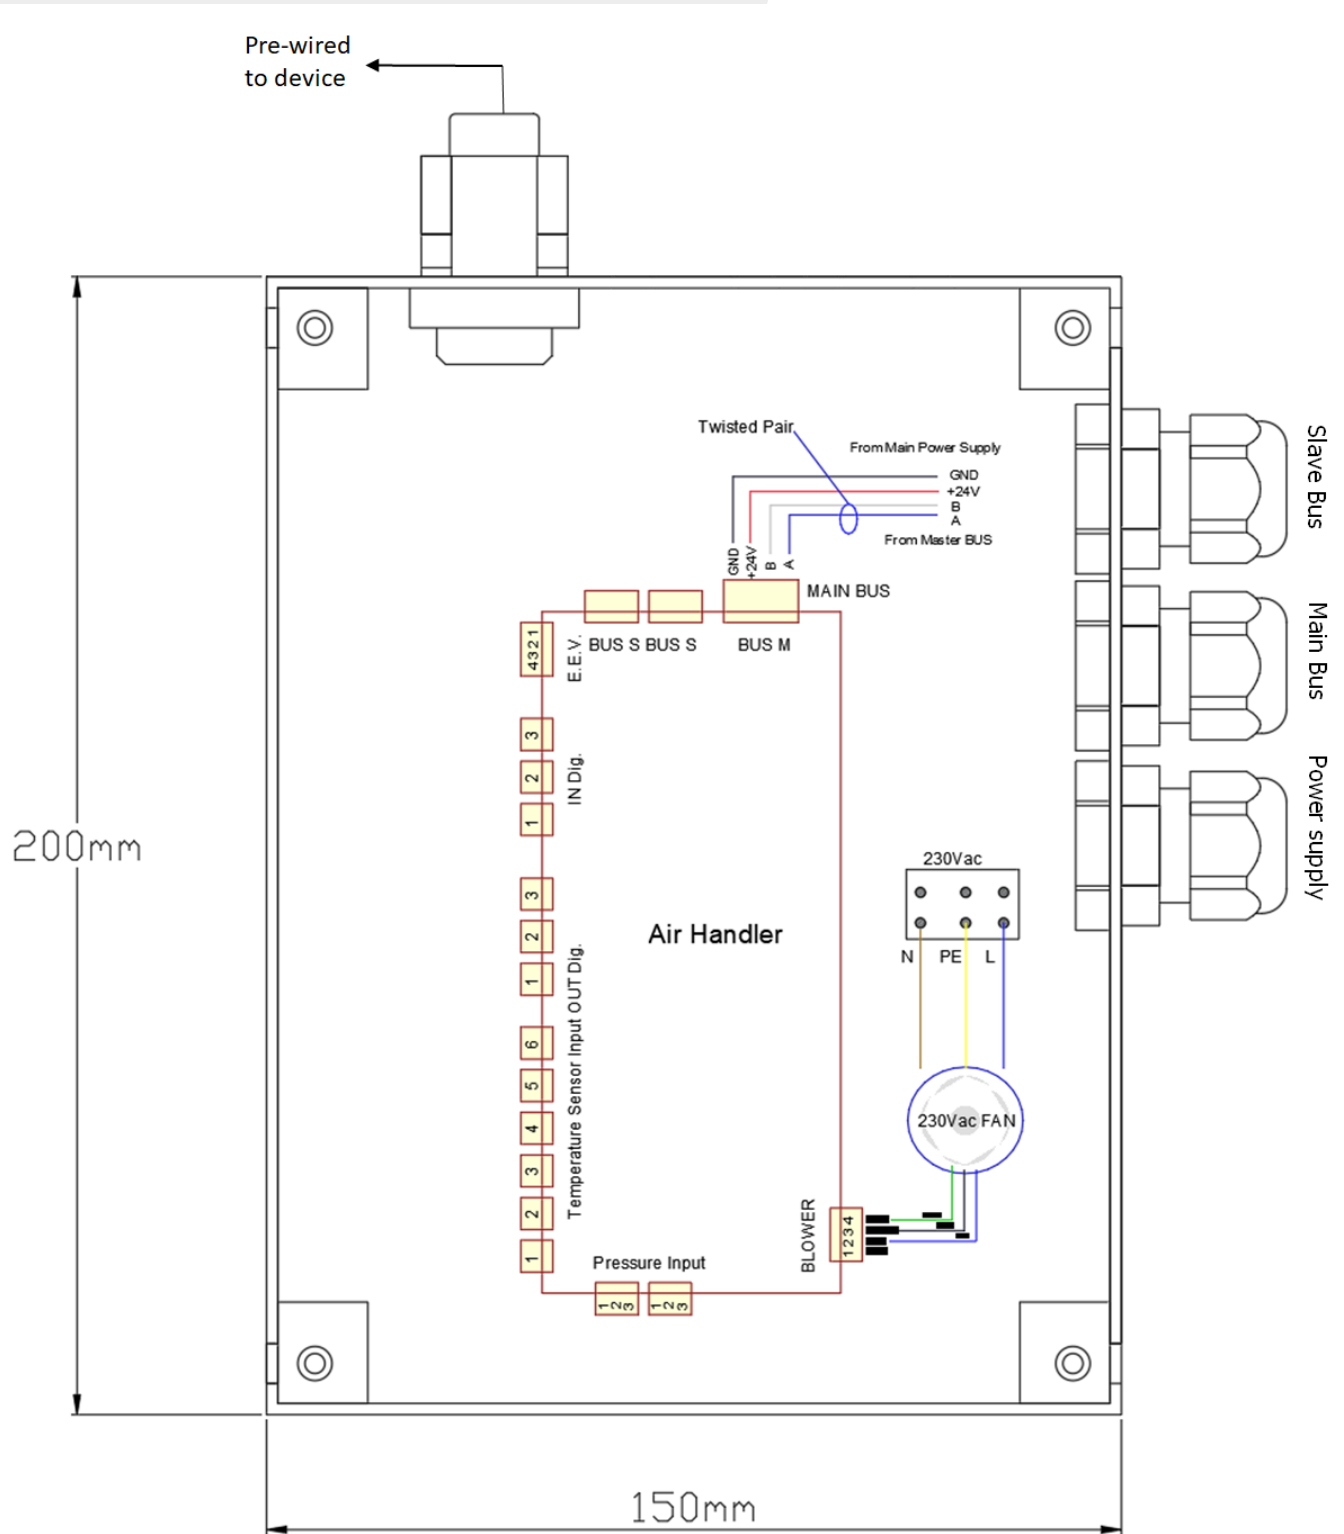 Pre-wired
to device
Slave Bus
Main Bus
Power supply
Twisted Pair
From Main Power Supply
GND
+24V
B
A
From Master BUS
GND
+24V
B
A
MAIN BUS
BUS S BUS S
BUS M
4321
E.E.V.
3
2
1
IN Dig.
3
2
1
OUT Dig.
6
5
4
3
2
1
Temperature Sensor Input
Air Handler
230Vac
N PE L
230Vac FAN
BLOWER
1234
Pressure Input
123
123
200mm
150mm